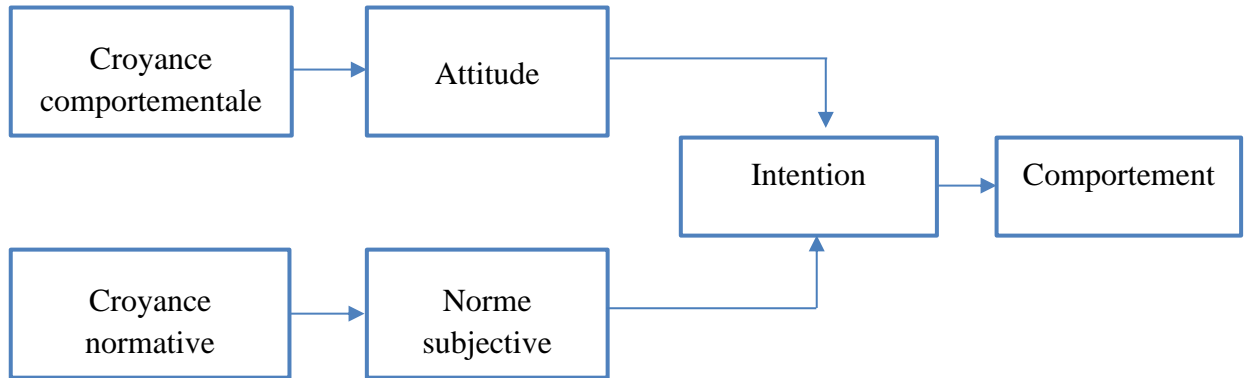 Croyance
comportementale
Attitude
Intention
Comportement
Croyance
normative
Norme
subjective